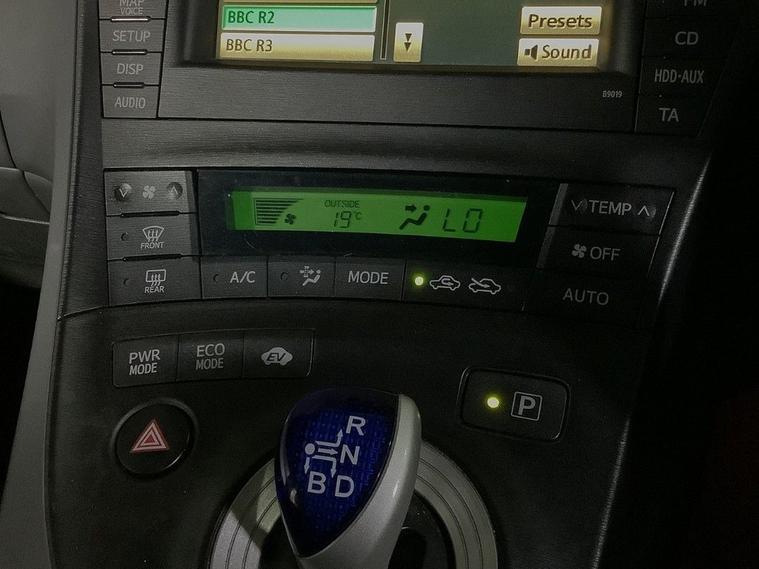 MAP
VOICE
BBC R2
Presets
FM
SETUP
BBC R3
Sound
CD
DISP
HDD·AUX
AUDIO
B9019
TA
OUTSIDE
19°C
LO
TEMP
FRONT
OFF
REAR
A/C
MODE
AUTO
PWR
MODE
ECO
MODE
EV
P
R
N
B D